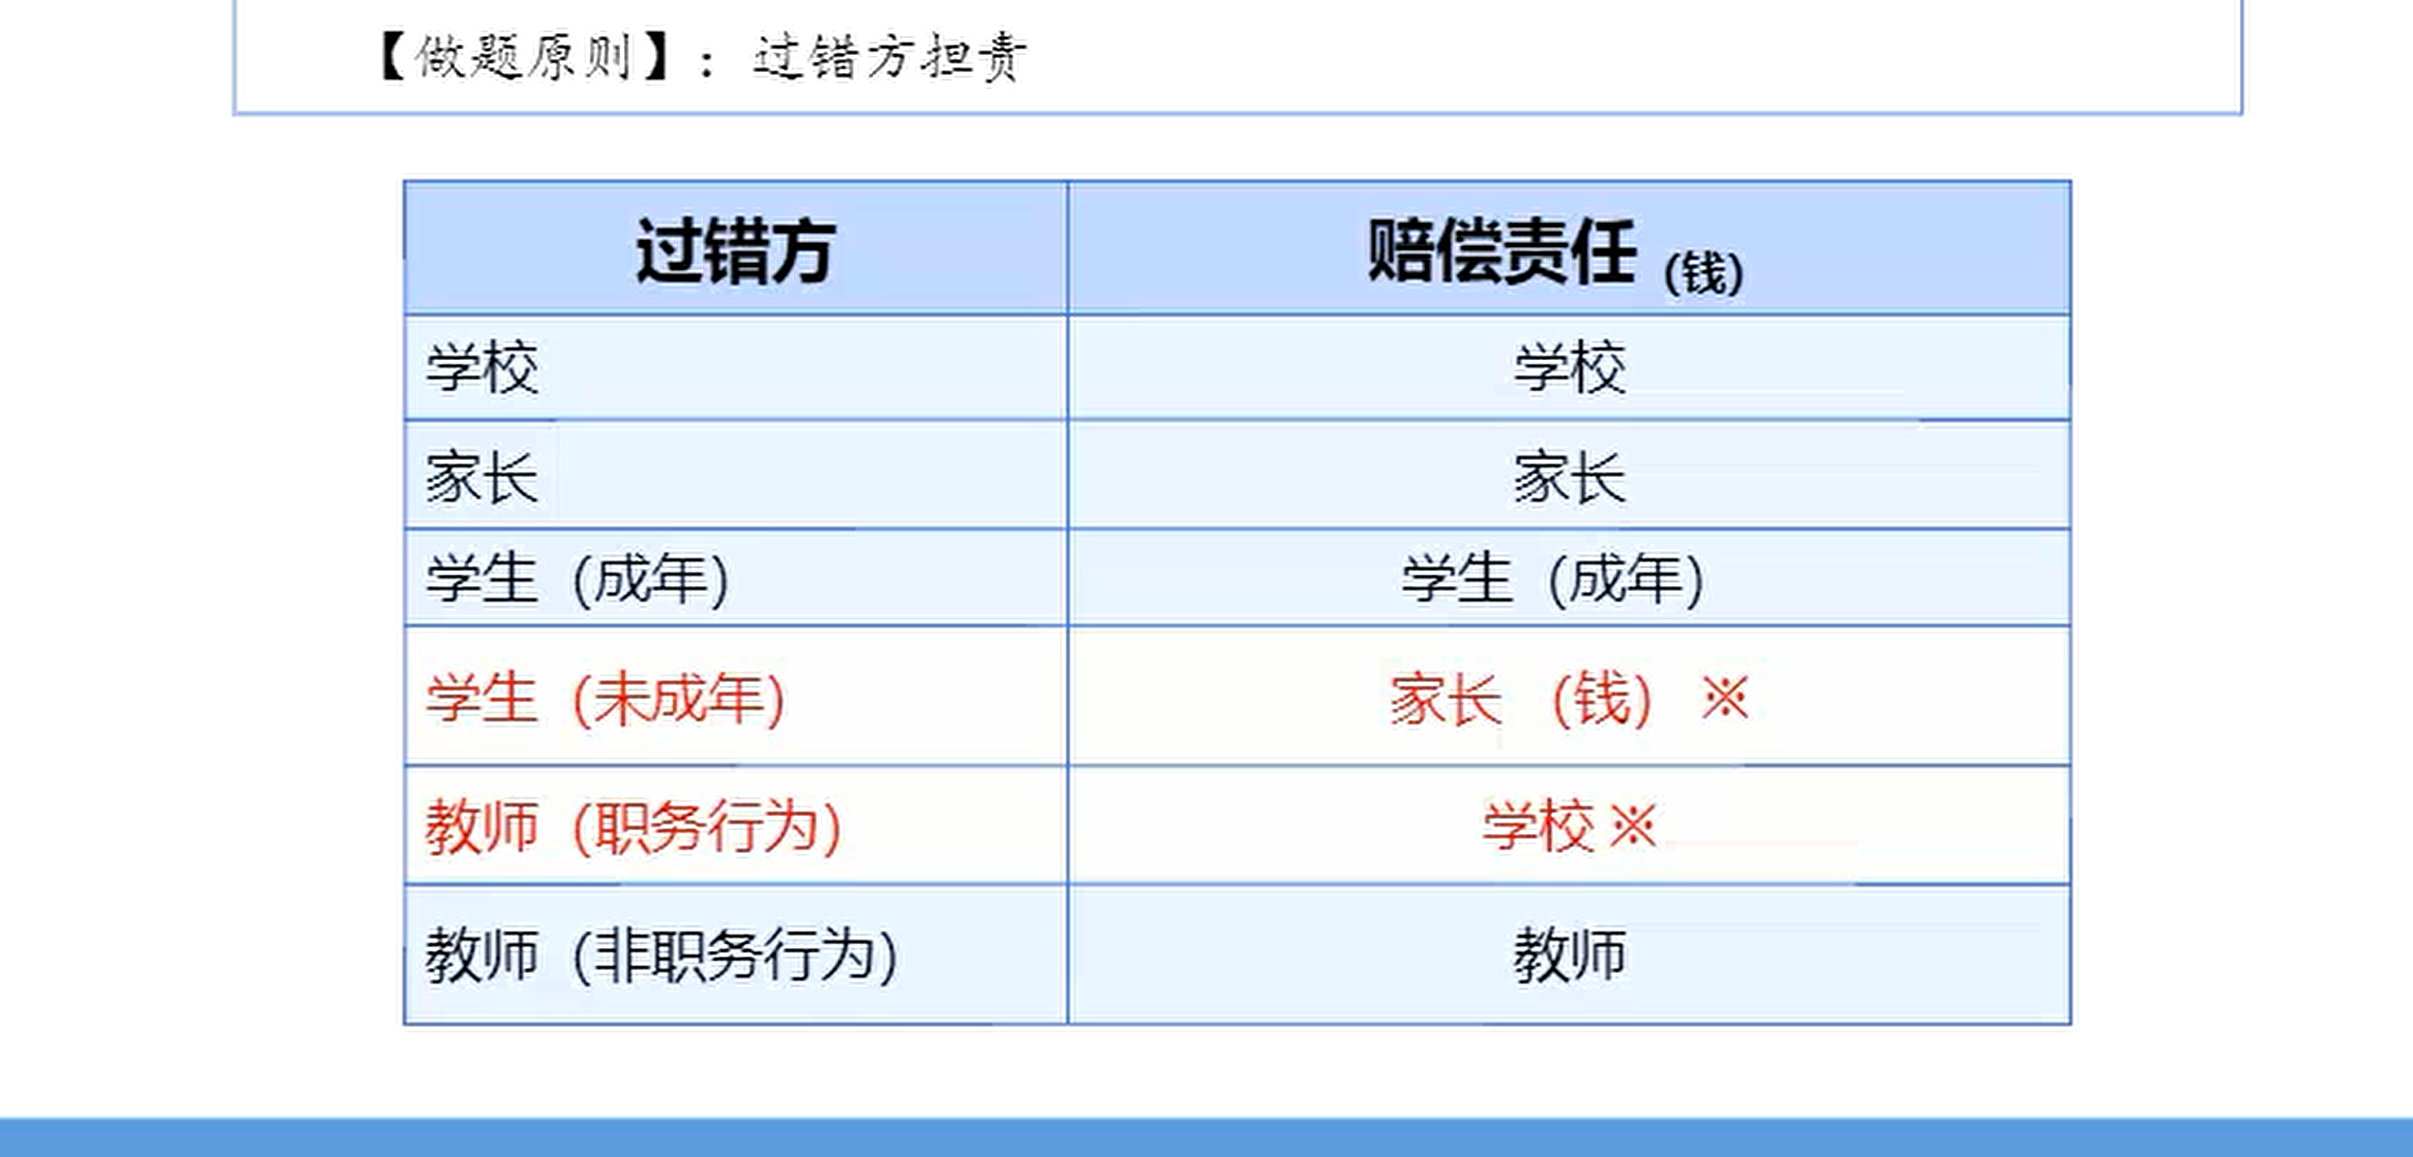 【做题原则】：过错方担责
过错方 赔偿责任 (钱)
学校 学校
家长 家长
学生 (成年) 学生 (成年)
学生 (未成年) 家长 (钱) ※
教师 (职务行为) 学校 ※
教师 (非职务行为) 教师